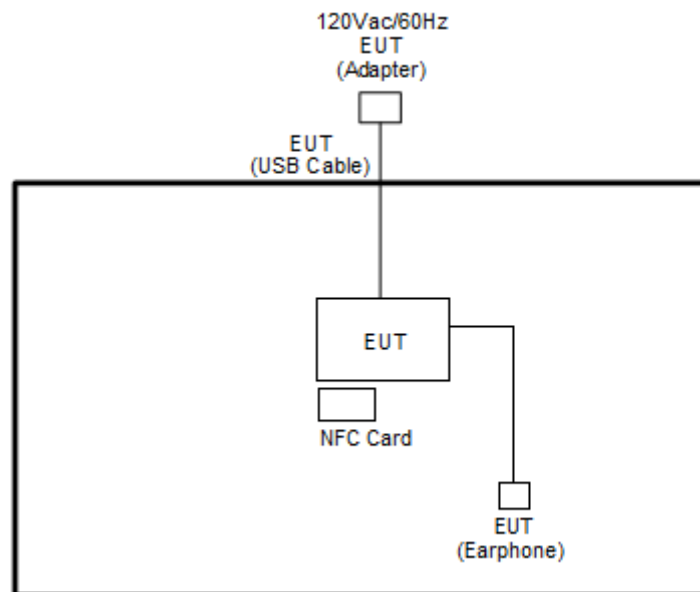 120Vac/60Hz
EUT
(Adapter)
EUT
(USB Cable)
EUT
NFC Card
EUT
(Earphone)